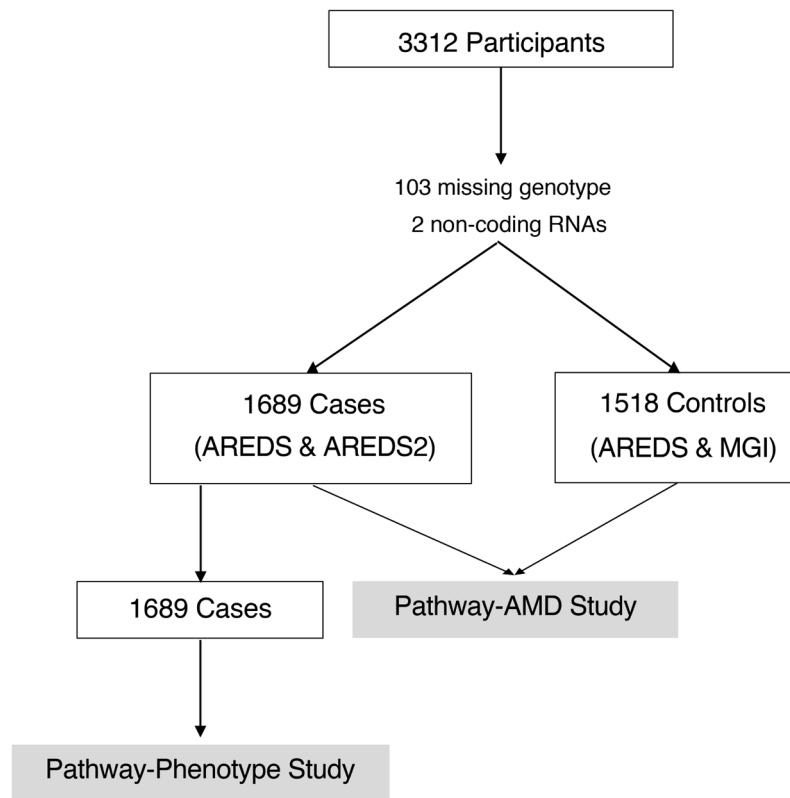 3312 Participants
103 missing genotype
2 non-coding RNAs
1689 Cases
(AREDS & AREDS2)
1518 Controls
(AREDS & MGI)
1689 Cases
Pathway-AMD Study
Pathway-Phenotype Study